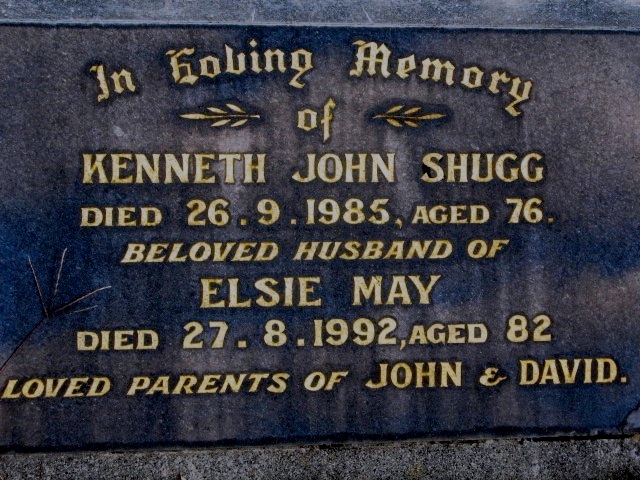 In Loving Memory
of
KENNETH JOHN SHUGG
DIED 26.9.1985, AGED 76.
BELOVED HUSBAND OF
ELSIE MAY
DIED 27.8.1992, AGED 82
LOVED PARENTS OF JOHN & DAVID.